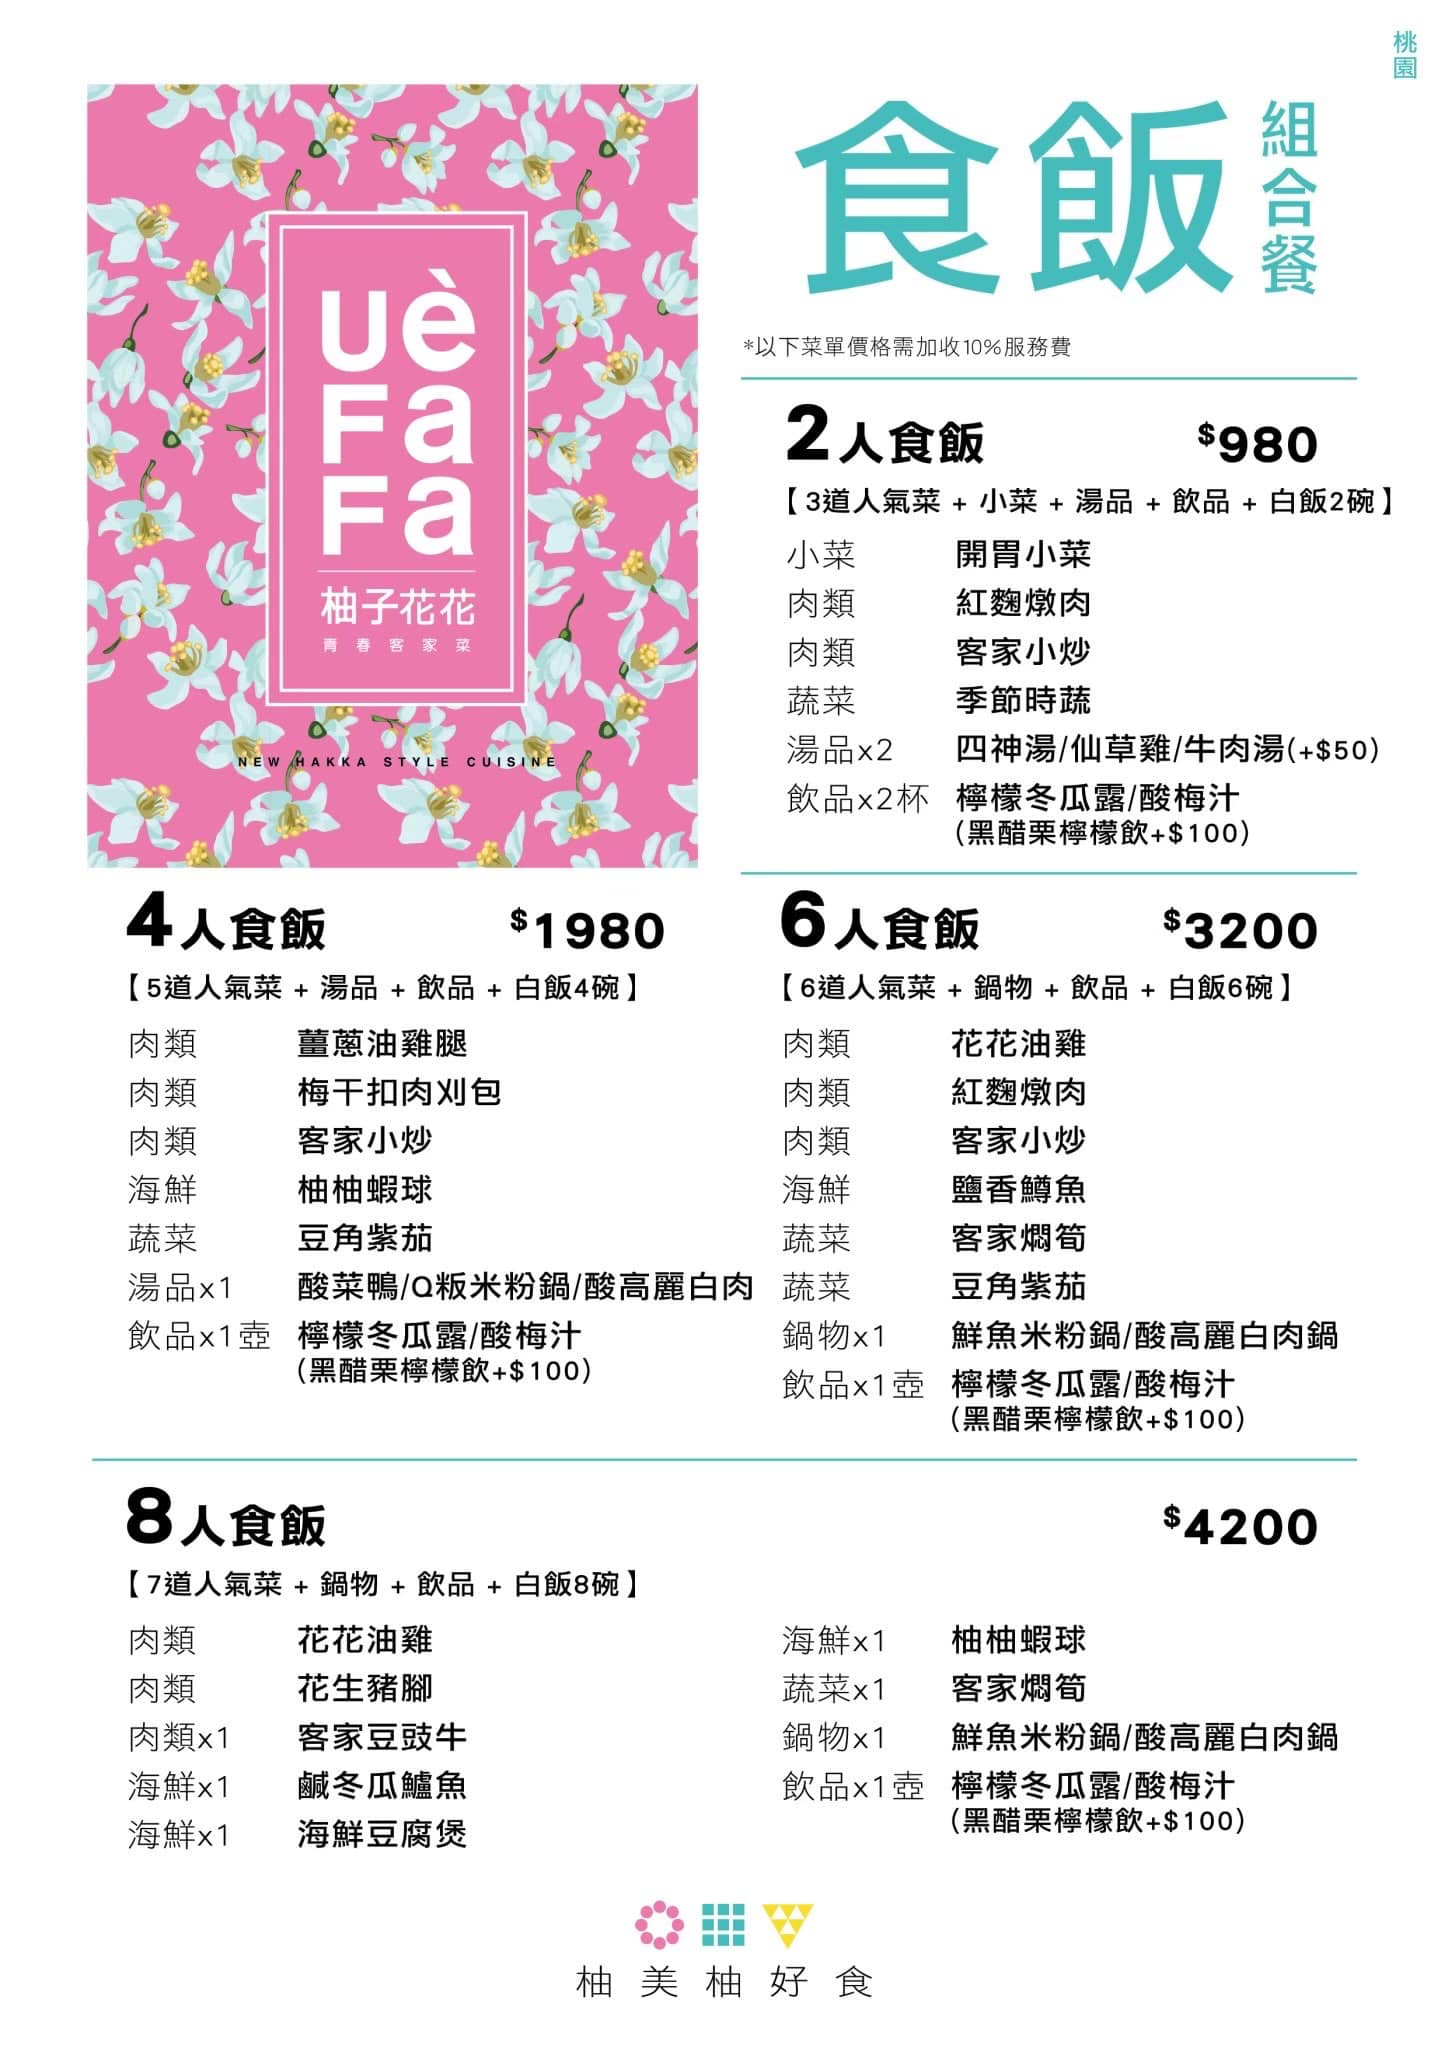 桃園
食飯
組合餐
uè
Fa
Fa
柚子花花
青春客家菜
NEW HAKKA STYLE CUISINE
*以下菜單價格需加收10%服務費
2人食飯 $980
【3道人氣菜 + 小菜 + 湯品 + 飲品 + 白飯2碗】
小菜 開胃小菜
肉類 紅麴燉肉
肉類 客家小炒
蔬菜 季節時蔬
湯品x2 四神湯/仙草雞/牛肉湯(+$50)
飲品x2杯 檸檬冬瓜露/酸梅汁
(黑醋栗檸檬飲+$100)
4人食飯 $1980
【5道人氣菜 + 湯品 + 飲品 + 白飯4碗】
肉類 薑蔥油雞腿
肉類 梅干扣肉刈包
肉類 客家小炒
海鮮 柚柚蝦球
蔬菜 豆角紫茄
湯品x1 酸菜鴨/Q粄米粉鍋/酸高麗白肉
飲品x1壺 檸檬冬瓜露/酸梅汁
(黑醋栗檸檬飲+$100)
6人食飯 $3200
【6道人氣菜 + 鍋物 + 飲品 + 白飯6碗】
肉類 花花油雞
肉類 紅麴燉肉
肉類 客家小炒
海鮮 鹽香鱒魚
蔬菜 客家燜筍
蔬菜 豆角紫茄
鍋物x1 鮮魚米粉鍋/酸高麗白肉鍋
飲品x1壺 檸檬冬瓜露/酸梅汁
(黑醋栗檸檬飲+$100)
8人食飯 $4200
【7道人氣菜 + 鍋物 + 飲品 + 白飯8碗】
肉類 花花油雞
肉類 花生豬腳
肉類x1 客家豆豉牛
海鮮x1 鹹冬瓜鱸魚
海鮮x1 海鮮豆腐煲
海鮮x1 柚柚蝦球
蔬菜x1 客家燜筍
鍋物x1 鮮魚米粉鍋/酸高麗白肉鍋
飲品x1壺 檸檬冬瓜露/酸梅汁
(黑醋栗檸檬飲+$100)
柚美柚好食